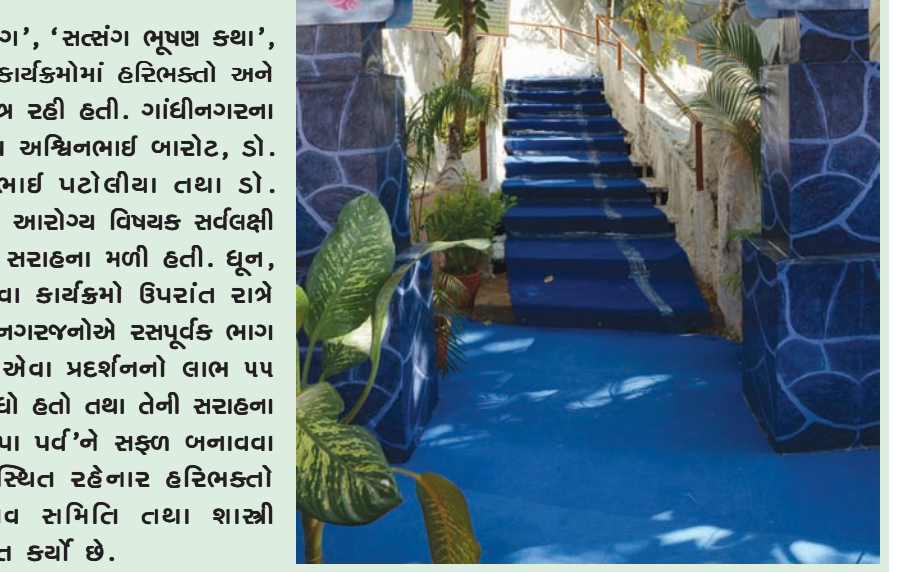 ગ’, ‘સત્સંગ ભૂષણ કથા’,
કાર્યક્રમોમાં હરિભક્તો અને
રહી હતી. ગાંધીનગરના
અશ્વિનભાઈ બારોટ, ડો.
ભાઈ પટોલીયા તથા ડો.
આરોગ્ય વિષયક સર્વલક્ષી
સરાહના મળી હતી. ધૂન,
વા કાર્યક્રમો ઉપરાંત રાત્રે
નગરજનોએ રસપૂર્વક ભાગ
એવા પ્રદર્શનનો લાભ ૫૫
ધો હતો તથા તેની સરાહના
પા પર્વ’ને સફળ બનાવવા
સ્થિત રહેનાર હરિભક્તો
વ સમિતિ તથા શાસ્ત્રી
ત કર્યો છે.